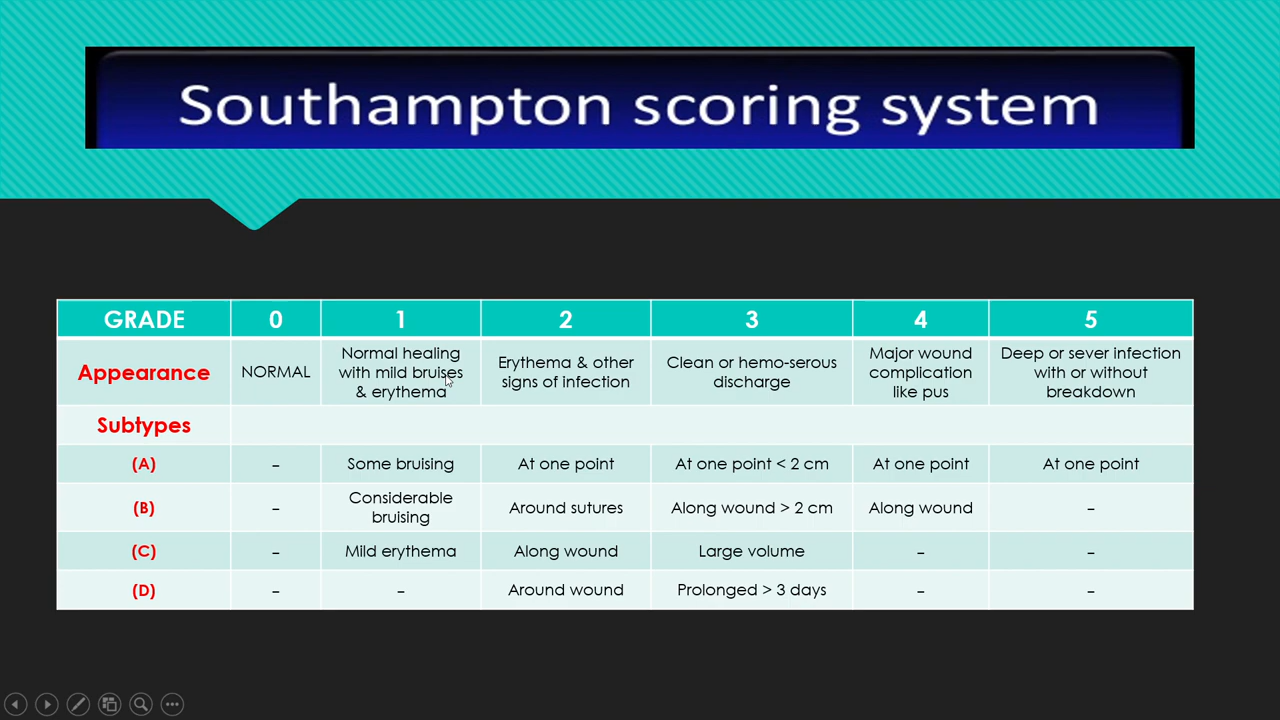 Southampton scoring system
GRADE 0 1 2 3 4 5
Appearance NORMAL Normal healing with mild bruises & erythema Erythema & other signs of infection Clean or hemo-serous discharge Major wound complication like pus Deep or sever infection with or without breakdown
Subtypes
(A) - Some bruising At one point At one point < 2 cm At one point At one point
(B) - Considerable bruising Around sutures Along wound > 2 cm Along wound -
(C) - Mild erythema Along wound Large volume - -
(D) - - Around wound Prolonged > 3 days - -